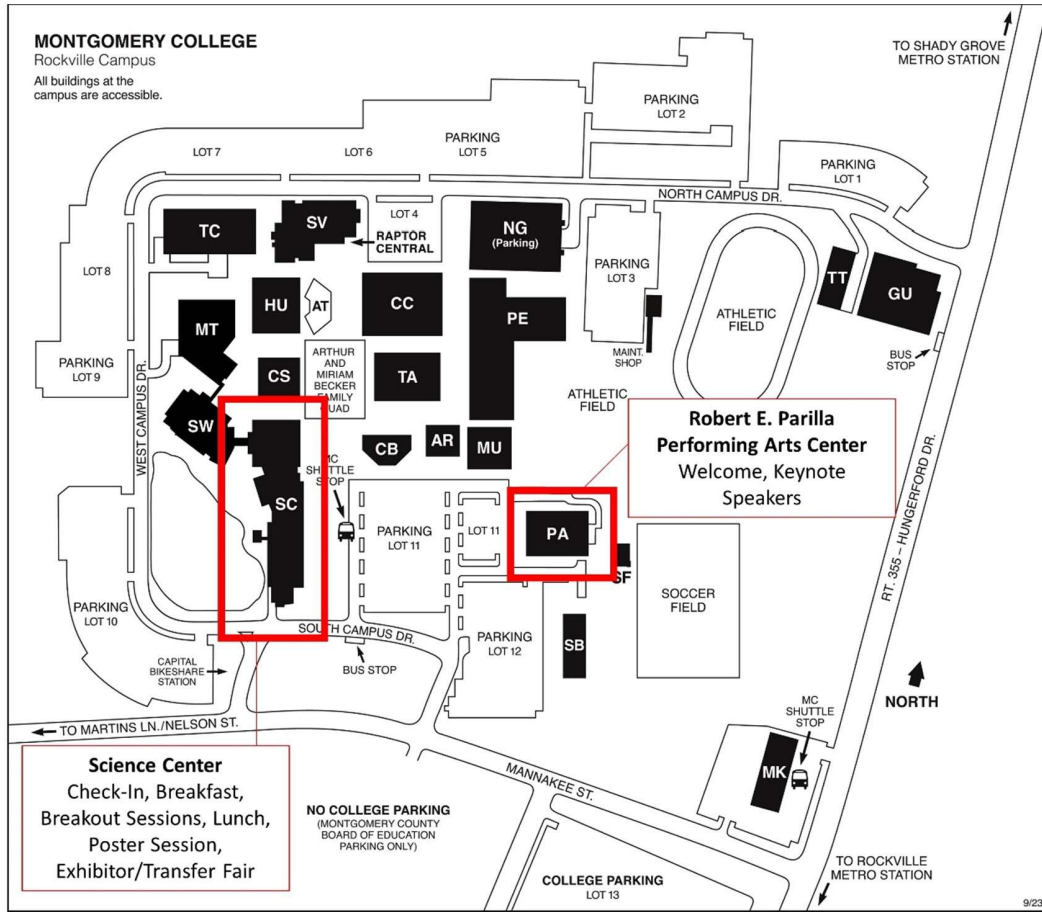 MONTGOMERY COLLEGE
Rockville Campus
All buildings at the
campus are accessible.
TO SHADY GROVE
METRO STATION
PARKING
LOT 2
PARKING
LOT 5
LOT 7
LOT 6
PARKING
LOT 1
NORTH CAMPUS DR.
LOT 4
RAPTOR
CENTRAL
TC
SV
NG
(Parking)
LOT 8
PARKING
LOT 3
TT
GU
HU
AT
CC
PE
ATHLETIC
FIELD
MT
MAINT.
SHOP
BUS
STOP
PARKING
LOT 9
CS
ARTHUR
AND
MIRIAM
BECKER
FAMILY
QUAD
TA
ATHLETIC
FIELD
WEST CAMPUS DR.
SW
CB
AR
MU
Robert E. Parilla
Performing Arts Center
Welcome, Keynote
Speakers
MC
SHUTTLE
STOP
SC
PARKING
LOT 11
LOT 11
PA
SF
RT. 355 – HUNGERFORD DR.
SOCCER
FIELD
PARKING
LOT 10
SOUTH CAMPUS DR.
PARKING
LOT 12
SB
CAPITAL
BIKESHARE
STATION
BUS STOP
NORTH
TO MARTINS LN./NELSON ST.
MC
SHUTTLE
STOP
MK
Science Center
Check-In, Breakfast,
Breakout Sessions, Lunch,
Poster Session,
Exhibitor/Transfer Fair
MANNAKEE ST.
NO COLLEGE PARKING
(MONTGOMERY COUNTY
BOARD OF EDUCATION
PARKING ONLY)
COLLEGE PARKING
LOT 13
TO ROCKVILLE
METRO STATION
9/23